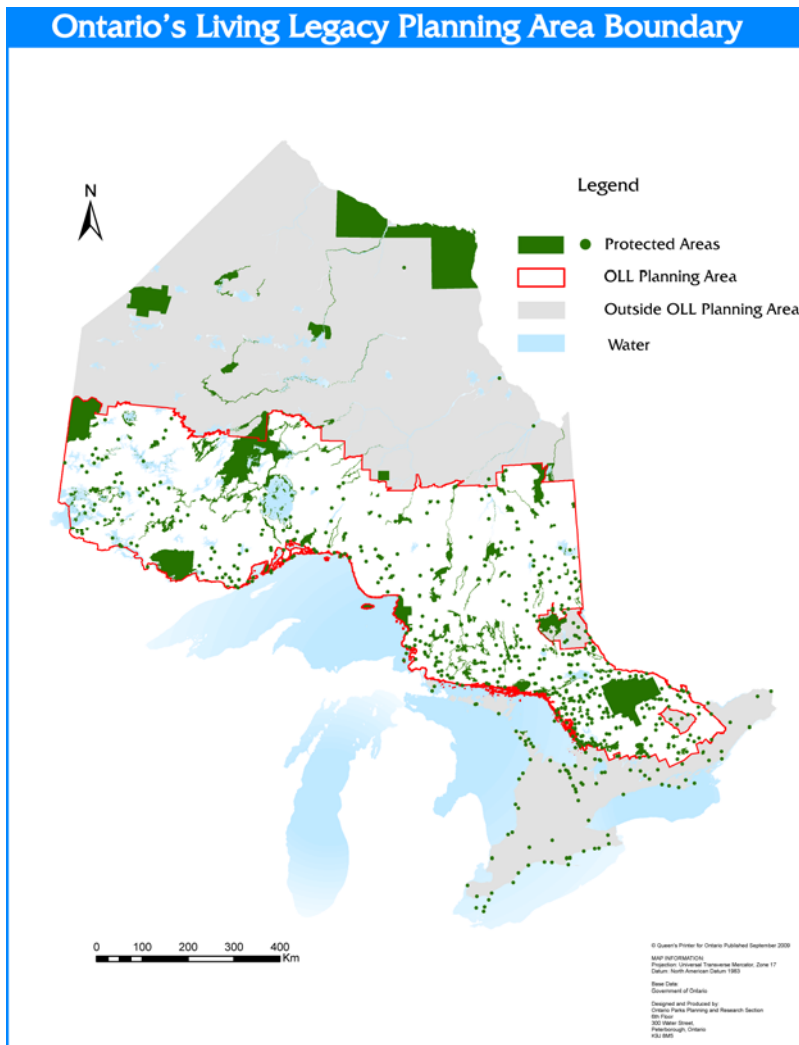 Ontario's Living Legacy Planning Area Boundary
N
Legend
Protected Areas
OLL Planning Area
Outside OLL Planning Area
Water
0 100 200 300 400
Km
© Queen's Printer for Ontario Published September 2009
MAP INFORMATION
Projection: Universal Transverse Mercator, Zone 17
Datum: North American Datum 1983
Base Data
Government of Ontario
Designed and Produced by:
Ontario Parks Planning and Research Section
6th Floor
300 Water Street,
Peterborough, Ontario
K9J 8M5